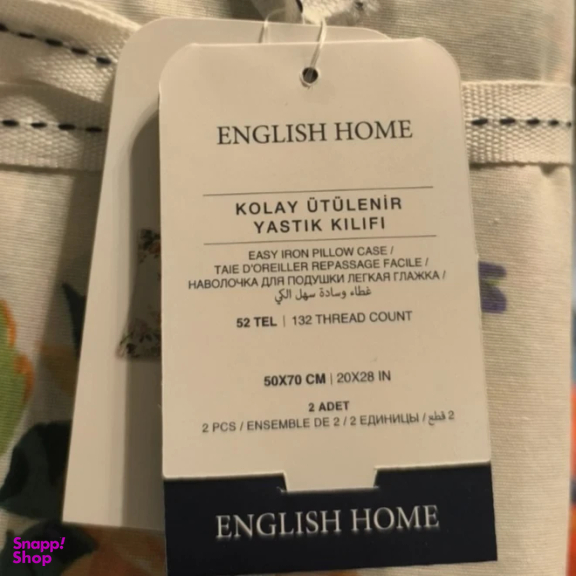 ENGLISH HOME
KOLAY ÜTÜLENİR
YASTIK KILIFI
EASY IRON PILLOW CASE /
TAIE D'OREILLER REPASSAGE FACILE /
НАВОЛОЧКА ДЛЯ ПОДУШКИ ЛЕГКАЯ ГЛАЖКА /
غطاء وسادة سهل الكي
52 TEL | 132 THREAD COUNT
50X70 CM | 20X28 IN
2 ADET
2 PCS / ENSEMBLE DE 2 / 2 ЕДИНИЦЫ / 2 قطع
ENGLISH HOME
Snapp!
Shop